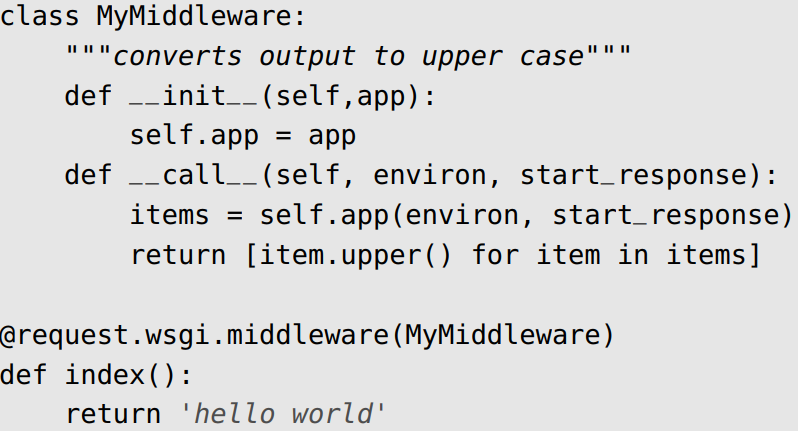 class MyMiddleware:
    """converts output to upper case"""
    def __init__(self,app):
        self.app = app
    def __call__(self, environ, start_response):
        items = self.app(environ, start_response)
        return [item.upper() for item in items]

@request.wsgi.middleware(MyMiddleware)
def index():
    return 'hello world'